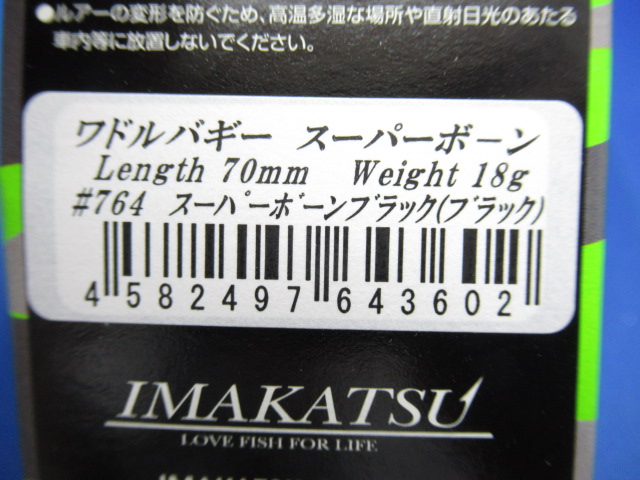 ●ルアーの変形を防ぐため、高温多湿な場所や直射日光のあたる
車内等に放置しないでください。
ワドルバギー スーパーボーン
Length 70mm Weight 18g
#764 スーパーボーンブラック(ブラック)
4 582497 643602
IMAKATSU
LOVE FISH FOR LIFE